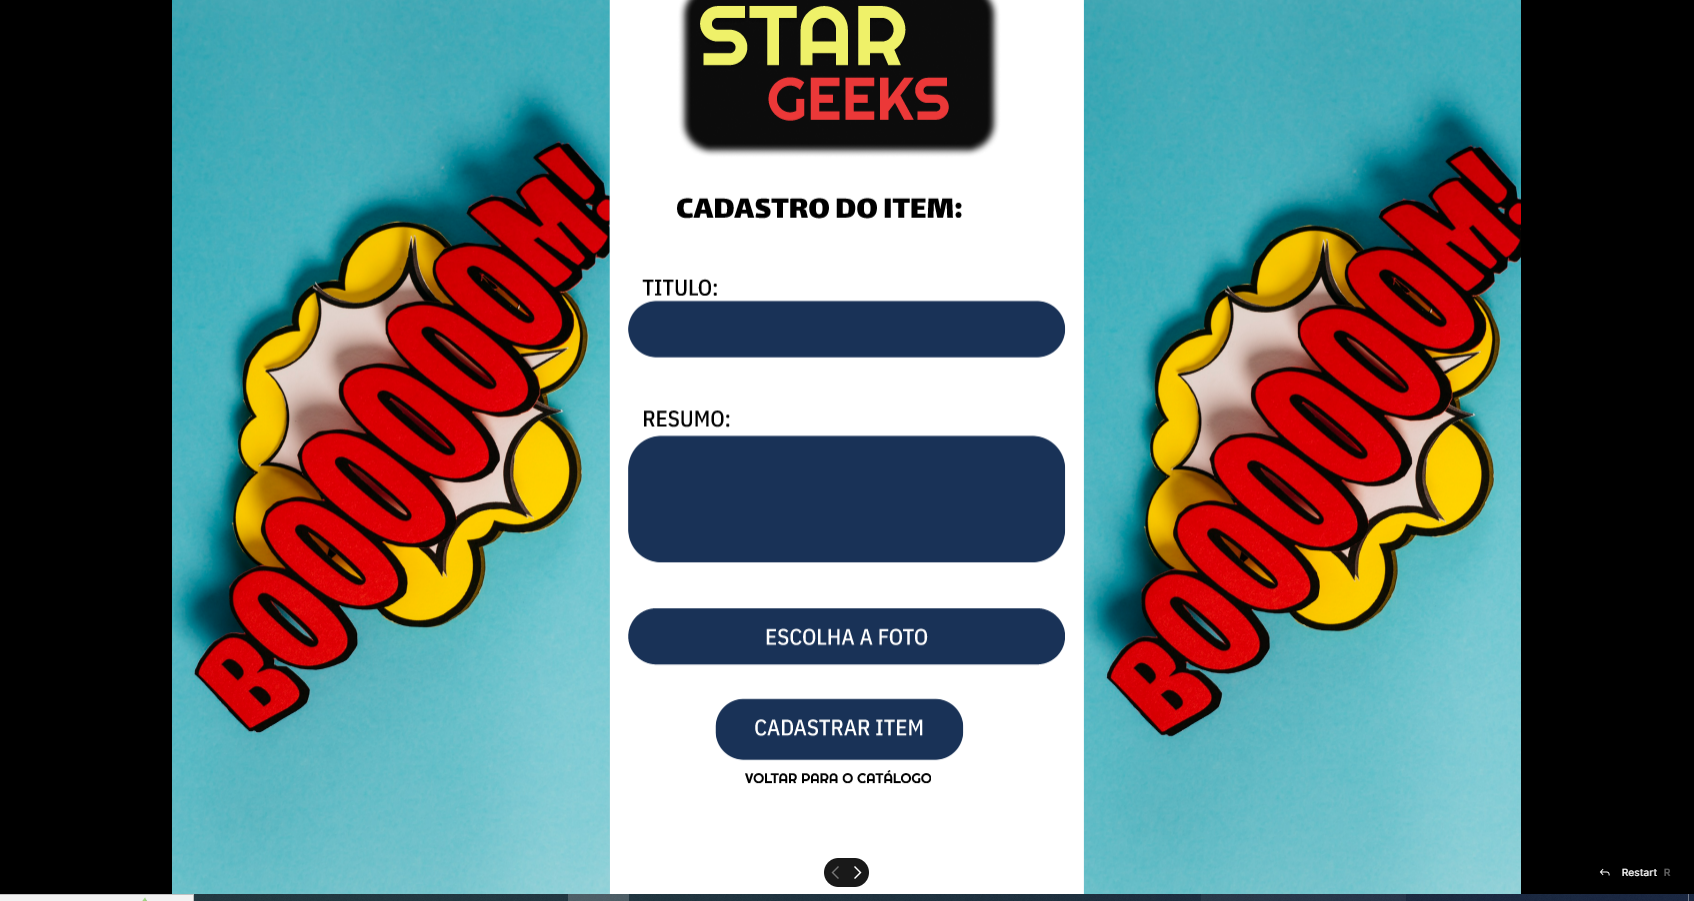 STAR
GEEKS
CADASTRO DO ITEM:
TITULO:
RESUMO:
ESCOLHA A FOTO
CADASTRAR ITEM
VOLTAR PARA O CATÁLOGO
BOOOOOOM!
BOOOOOOM!
Restart R